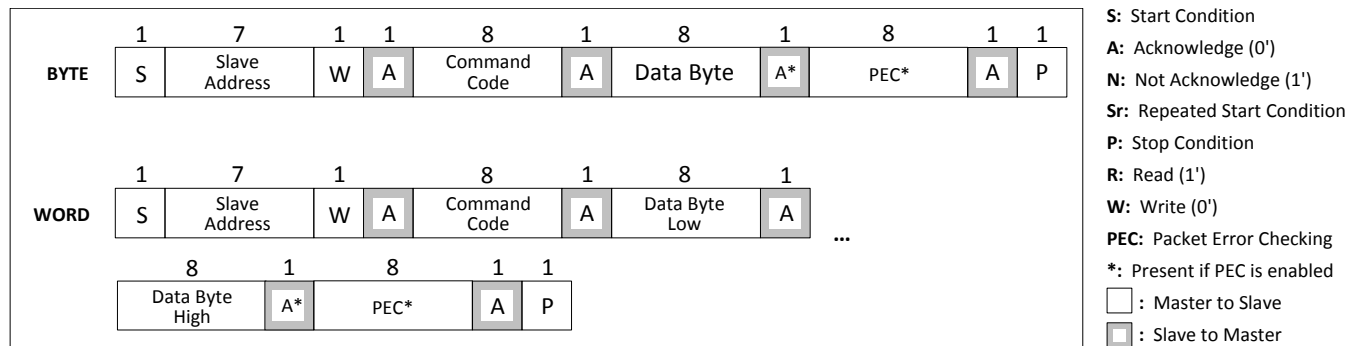 1 7 1 1 8 1 8 1 8 1 1
BYTE S Slave Address W A Command Code A Data Byte A* PEC* A P
1 7 1 8 1 8 1
WORD S Slave Address W A Command Code A Data Byte Low A ...
8 1 8 1 1
Data Byte High A* PEC* A P
S: Start Condition
A: Acknowledge (0')
N: Not Acknowledge (1')
Sr: Repeated Start Condition
P: Stop Condition
R: Read (1')
W: Write (0')
PEC: Packet Error Checking
*: Present if PEC is enabled
: Master to Slave
: Slave to Master